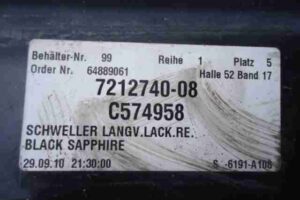 Behälter-Nr. 99 Reihe 1 Platz 5
Order Nr. 64889061 Halle 52 Band 17
7212740-08
C574958
SCHWELLER LANGV.LACK.RE.
BLACK SAPPHIRE
29.09.10 21:30:00 S -6191-A108